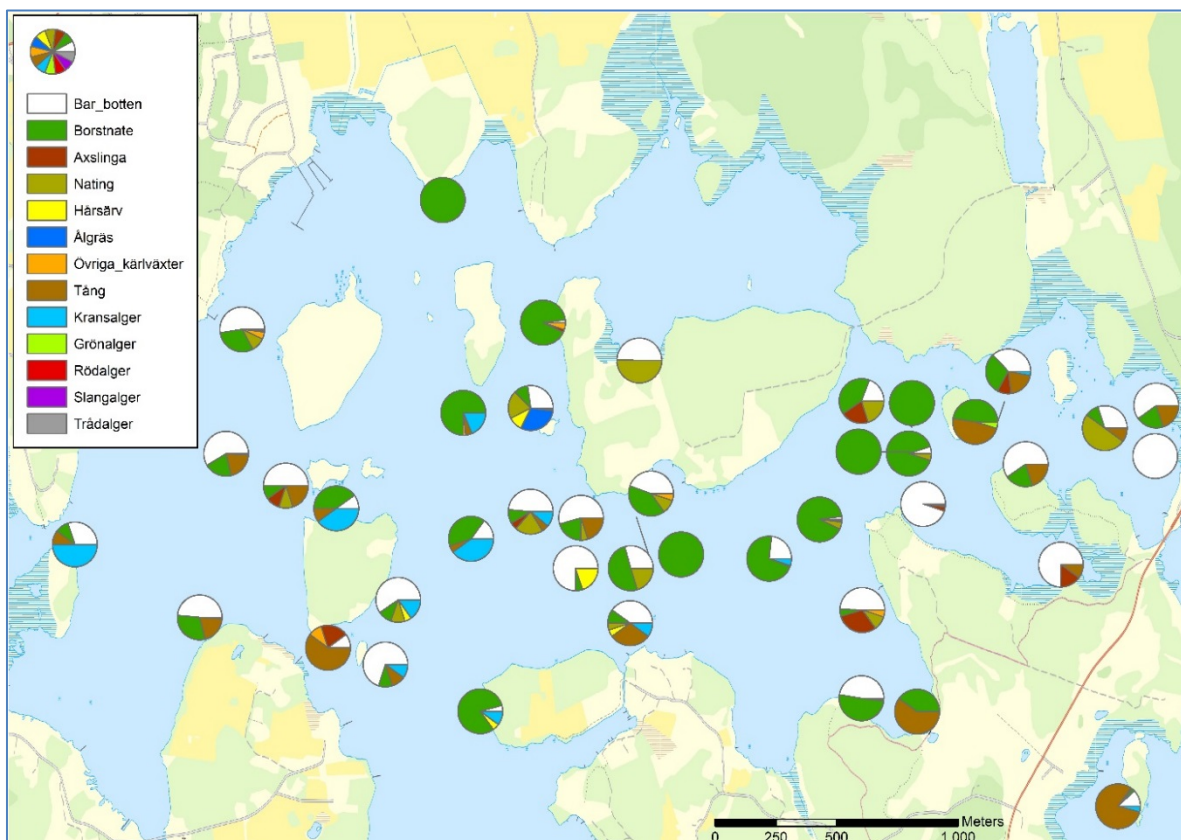 Bar_botten
Borstnate
Axslinga
Nating
Hårsärv
Ålgräs
Övriga_kärlväxter
Tång
Kransalger
Grönalger
Rödalger
Slangalger
Trådalger
Meters
0 250 500 1 000